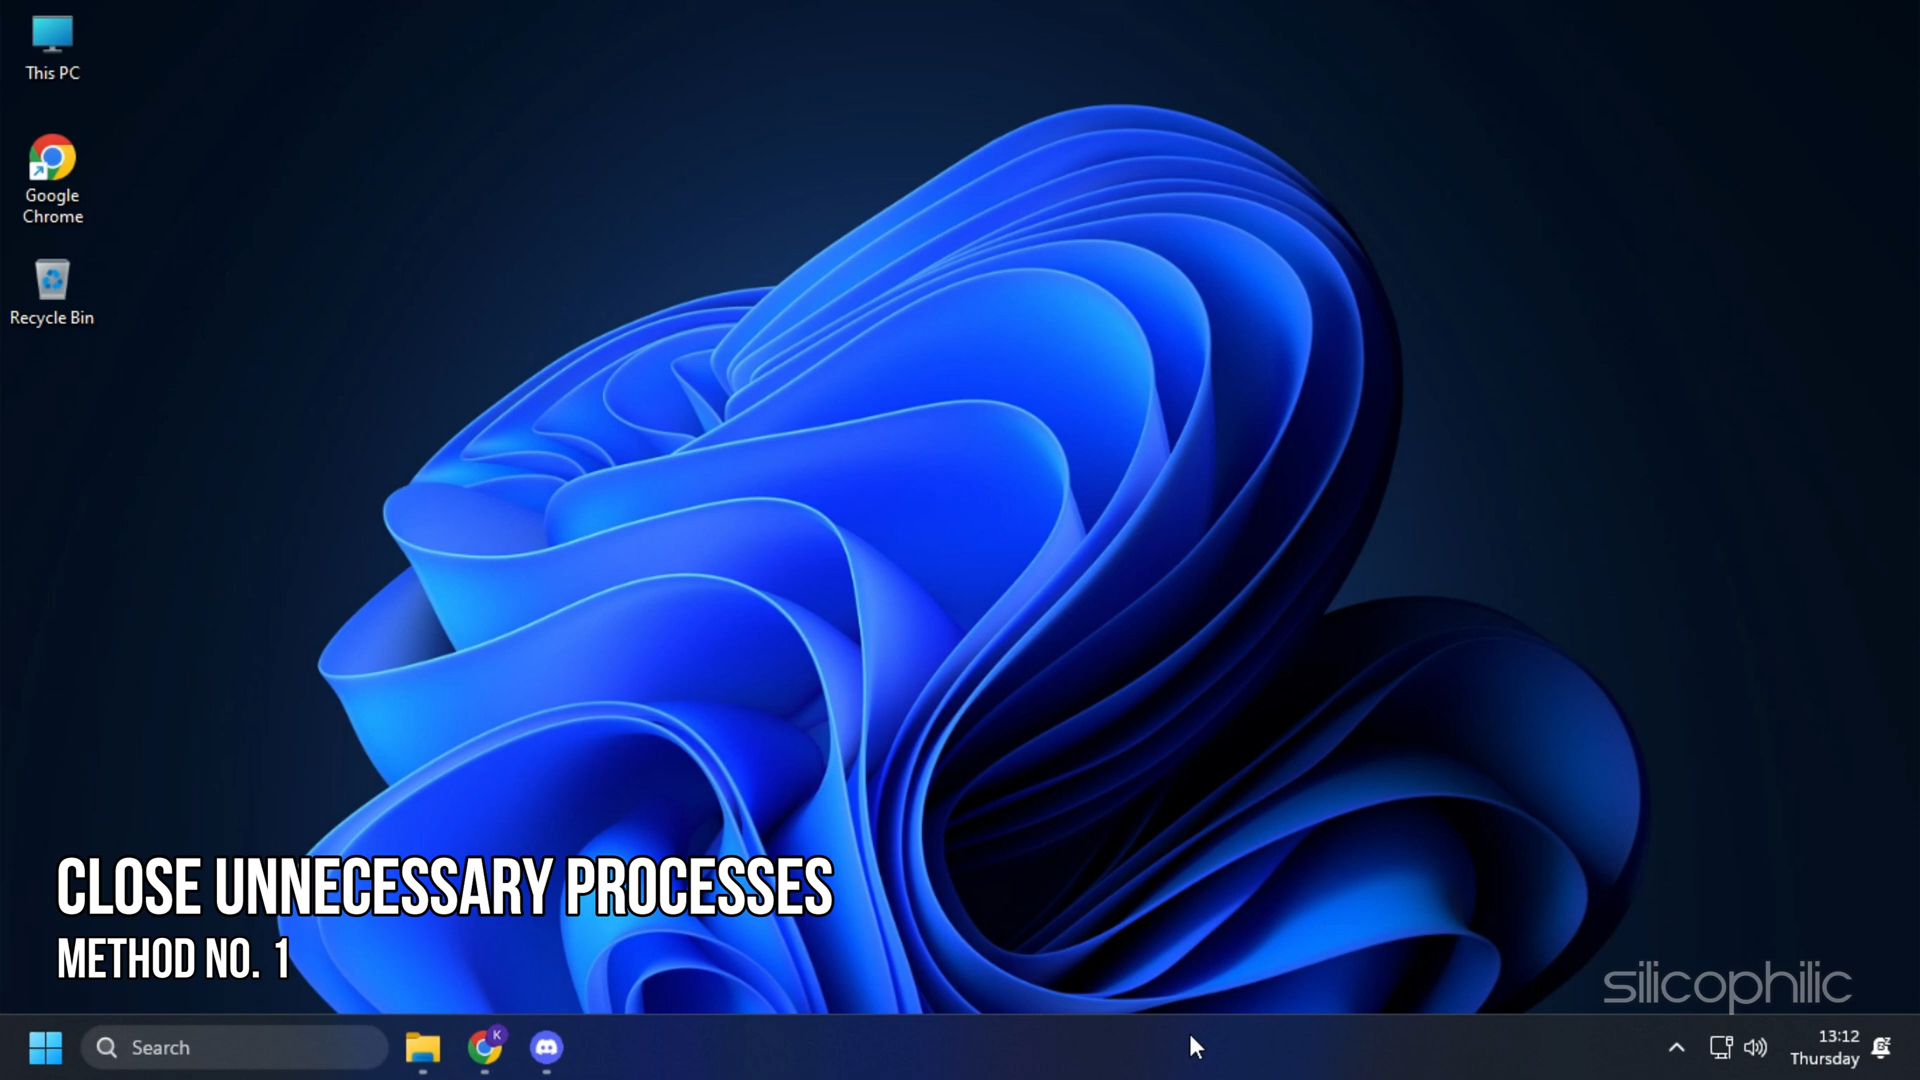 This PC
Google
Chrome
Recycle Bin
CLOSE UNNECESSARY PROCESSES
METHOD NO. 1
silicophilic
Search
K
13:12
Thursday